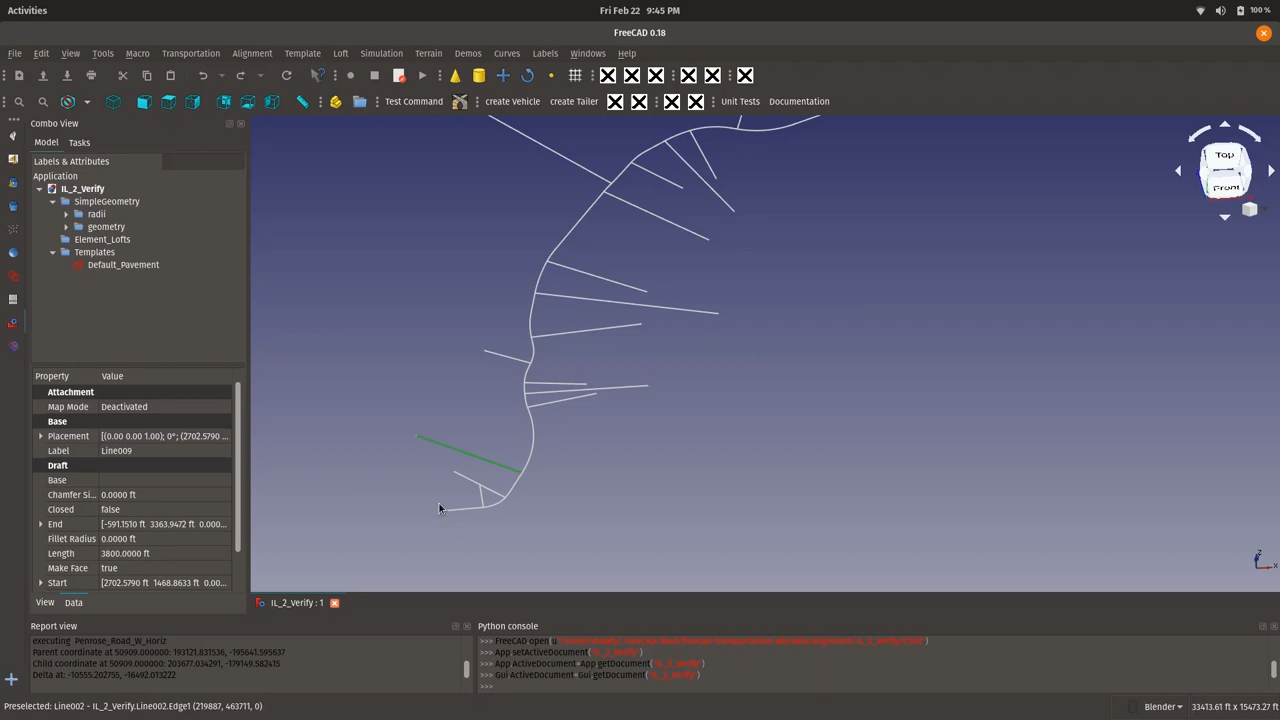 Activities
Fri Feb 22 9:45 PM
100 %
FreeCAD 0.18
File Edit View Tools Macro Transportation Alignment Template Loft Simulation Terrain Demos Curves Labels Windows Help
Test Command create Vehicle create Tailer Unit Tests Documentation
Combo View
Model Tasks
Labels & Attributes
Application
IL_2_Verify
SimpleGeometry
radii
geometry
Element_Lofts
Templates
Default_Pavement
Top
Front
Property Value
Attachment
Map Mode Deactivated
Base
Placement [(0.00 0.00 1.00); 0°; (2702.5790 ...
Label Line009
Draft
Base
Chamfer Si... 0.0000 ft
Closed false
End [-591.1510 ft 3363.9472 ft 0.000...
Fillet Radius 0.0000 ft
Length 3800.0000 ft
Make Face true
Start [2702.5790 ft 1468.8633 ft 0.00...
View Data
IL_2_Verify : 1
Report view
executing Penrose_Road_W_Horiz
Parent coordinate at 50909.000000: 193121.831536, -195641.595637
Child coordinate at 50909.000000: 203677.034291, -179149.582415
Delta at: -10555.202755, -16492.013222
Python console
>>> FreeCAD open(u
>>> App setActiveDocument("IL_2_Verify")
>>> App ActiveDocument=App getDocument("IL_2_Verify")
>>> Gui ActiveDocument=Gui getDocument("IL_2_Verify")
>>>
Preselected: Line002 - IL_2_Verify.Line002.Edge1 (219887, 463711, 0)
Blender
33413.61 ft x 15473.27 ft
Z
X